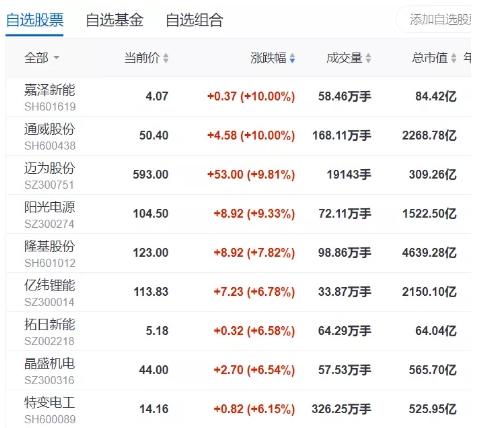 自选股票 自选基金 自选组合 添加自选股
全部 当前价 涨跌幅 成交量 总市值 年
嘉泽新能 4.07 +0.37 (+10.00%) 58.46万手 84.42亿
SH601619
通威股份 50.40 +4.58 (+10.00%) 168.11万手 2268.78亿
SH600438
迈为股份 593.00 +53.00 (+9.81%) 19143手 309.26亿
SZ300751
阳光电源 104.50 +8.92 (+9.33%) 72.11万手 1522.50亿
SZ300274
隆基股份 123.00 +8.92 (+7.82%) 98.86万手 4639.28亿
SH601012
亿纬锂能 113.83 +7.23 (+6.78%) 33.87万手 2150.10亿
SZ300014
拓日新能 5.18 +0.32 (+6.58%) 64.29万手 64.04亿
SZ002218
晶盛机电 44.00 +2.70 (+6.54%) 57.53万手 565.70亿
SZ300316
特变电工 14.16 +0.82 (+6.15%) 326.25万手 525.95亿
SH600089